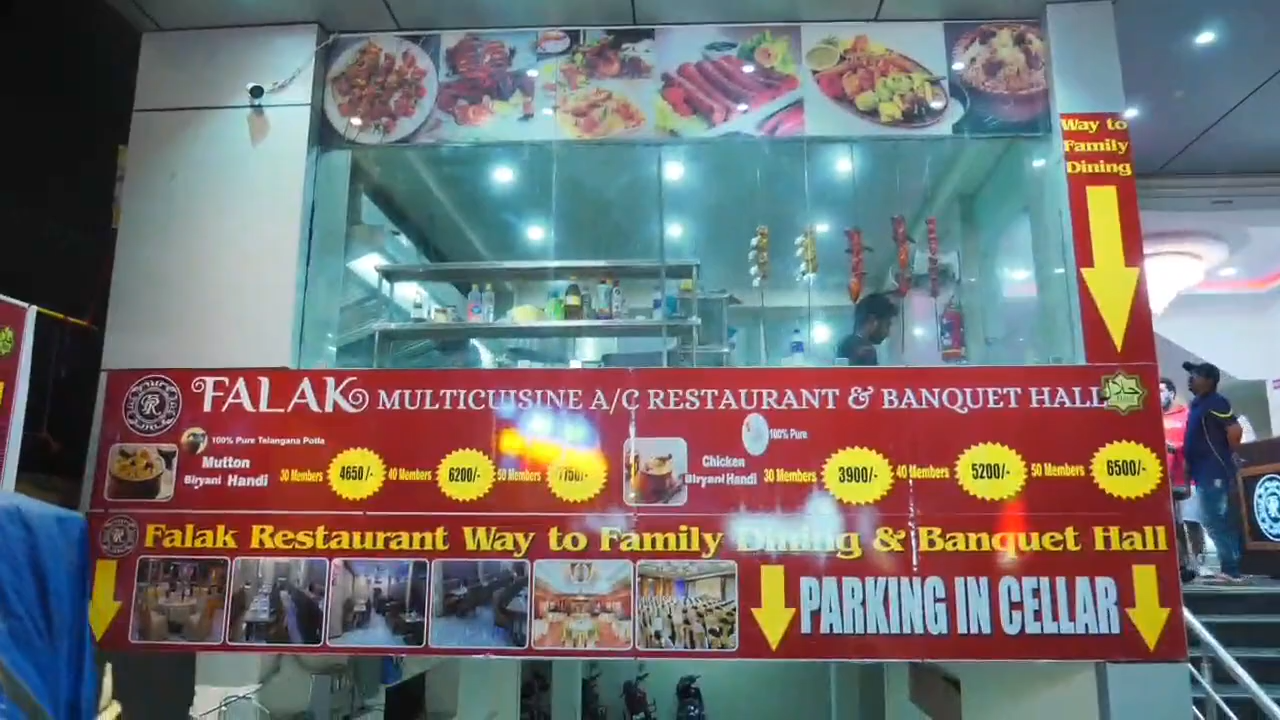 Way to
Family
Dining
FALAK MULTICUISINE A/C RESTAURANT & BANQUET HALL
100% Pure Telangana Potla
Mutton
Biryani Handi
30 Members 4650/- 40 Members 6200/- 50 Members 7150/-
100% Pure
Chicken
Biryani Handi
30 Members 3900/- 40 Members 5200/- 50 Members 6500/-
Falak Restaurant Way to Family Dining & Banquet Hall
PARKING IN CELLAR